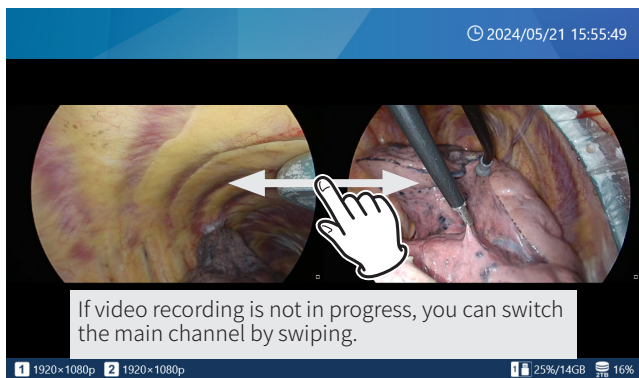 2024/05/21 15:55:49
If video recording is not in progress, you can switch
the main channel by swiping.
1 1920×1080p 2 1920×1080p
1 25%/14GB 2TB 16%